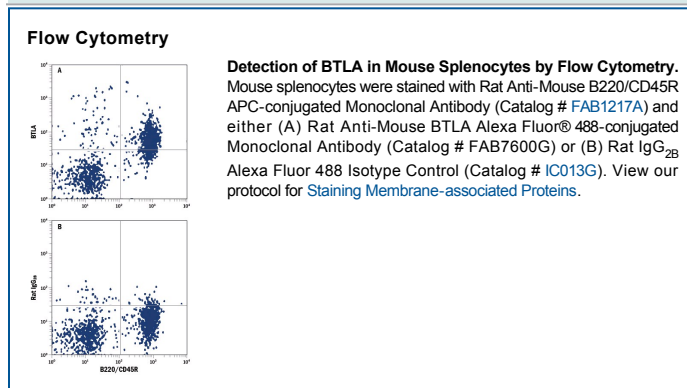 Flow Cytometry
A
BTLA
Detection of BTLA in Mouse Splenocytes by Flow Cytometry.
Mouse splenocytes were stained with Rat Anti-Mouse B220/CD45R
APC-conjugated Monoclonal Antibody (Catalog # FAB1217A) and
either (A) Rat Anti-Mouse BTLA Alexa Fluor® 488-conjugated
Monoclonal Antibody (Catalog # FAB7600G) or (B) Rat IgG2B
Alexa Fluor 488 Isotype Control (Catalog # IC013G). View our
protocol for Staining Membrane-associated Proteins.
B
Rat IgG2B
B220/CD45R